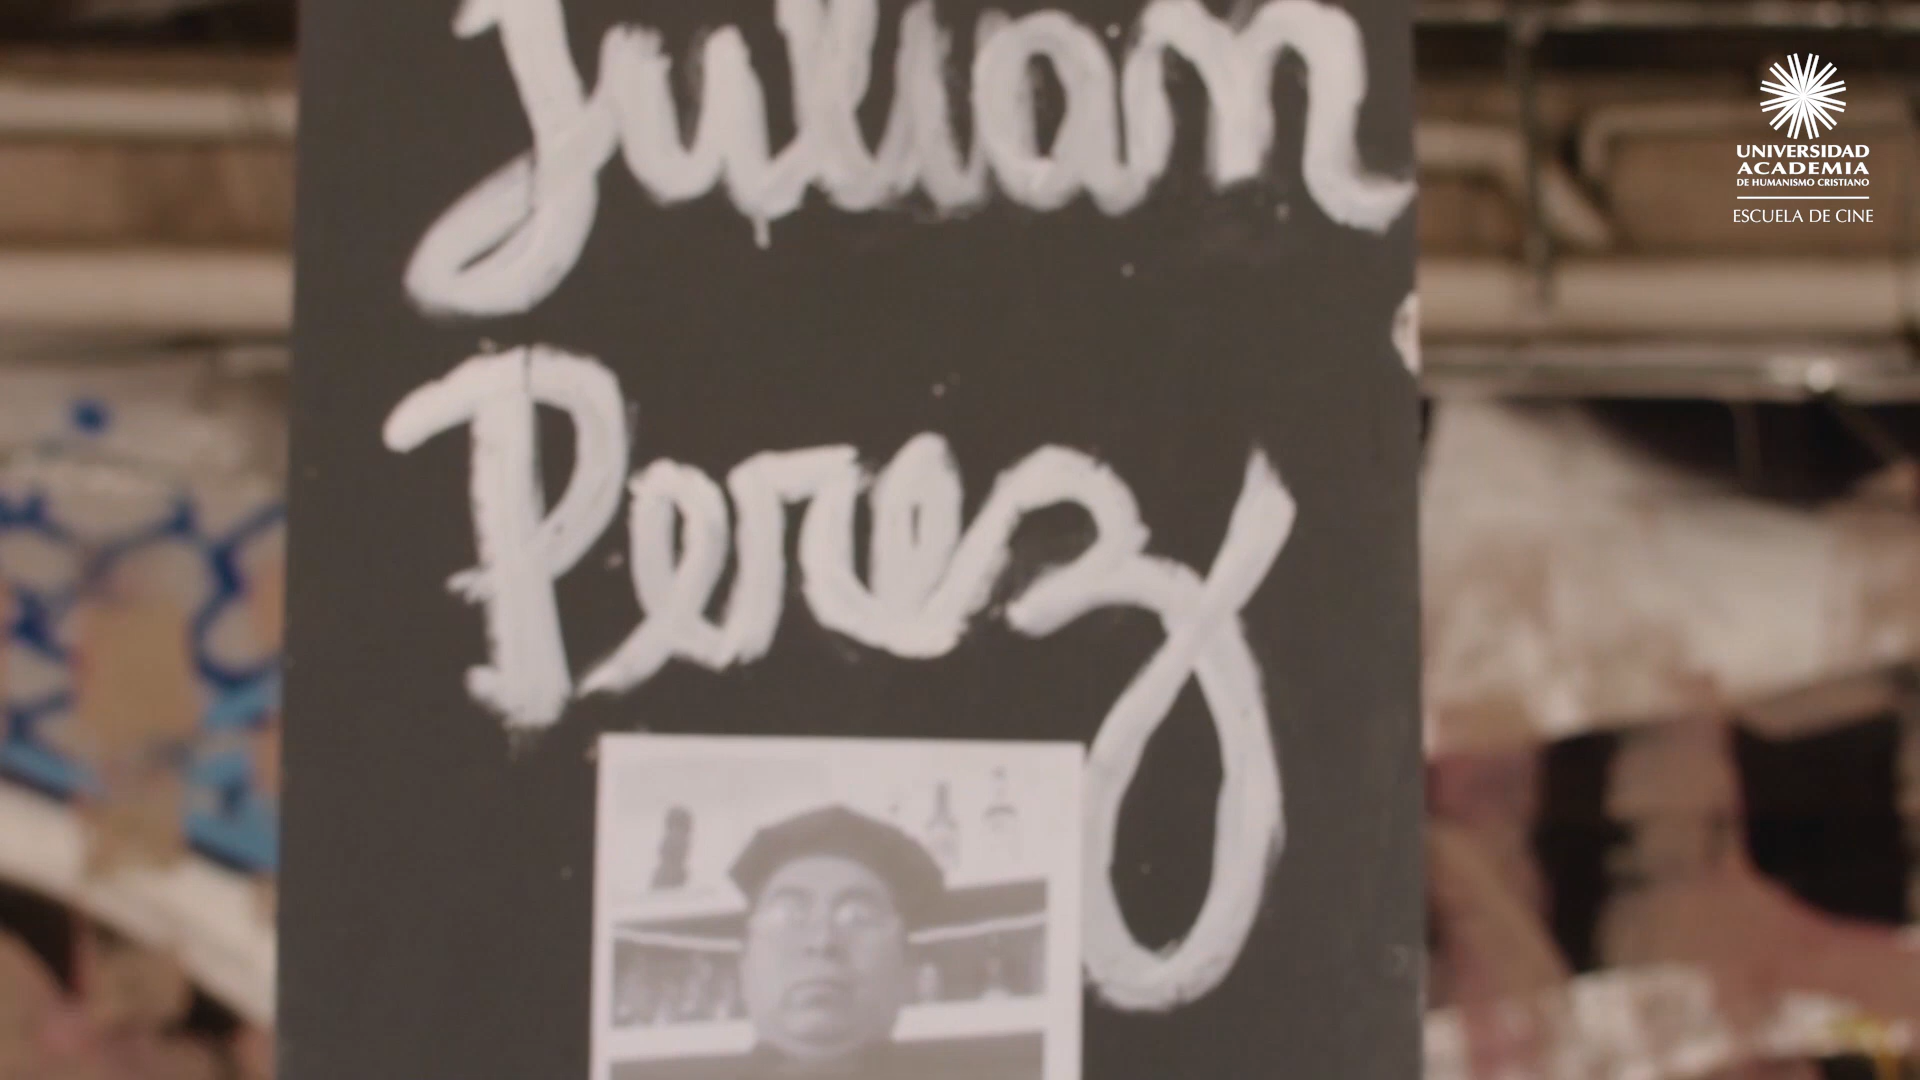 Julian
Perez
UNIVERSIDAD
ACADEMIA
DE HUMANISMO CRISTIANO
ESCUELA DE CINE